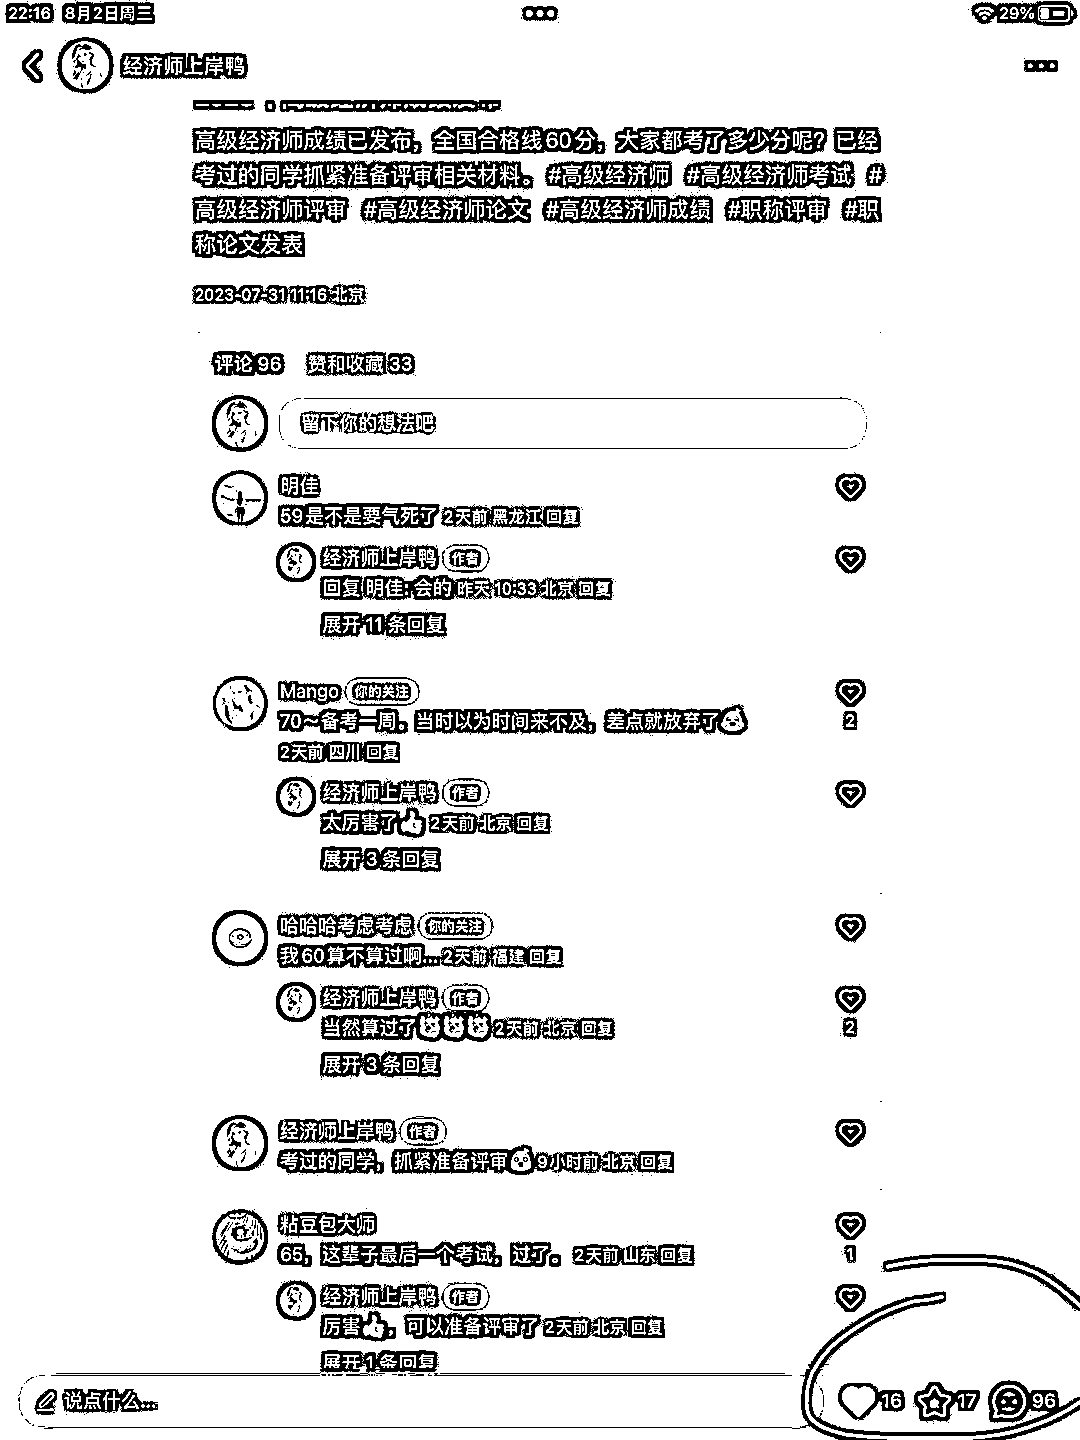 22:16 8月2日周三
29%
经济师上岸鸭
高级经济师成绩已发布，全国合格线60分，大家都考了多少分呢？已经
考过的同学抓紧准备评审相关材料。 #高级经济师 #高级经济师考试 #
高级经济师评审 #高级经济师论文 #高级经济师成绩 #职称评审 #职
称论文发表
2023-07-31 11:16 北京
评论 96 赞和收藏 33
留下你的想法吧
明佳
59是不是要气死了 2天前 黑龙江 回复
经济师上岸鸭 作者
回复 明佳: 会的 昨天 10:33 北京 回复
展开 11 条回复
Mango 你的关注
70～备考一周。当时以为时间来不及，差点就放弃了
2
2天前 四川 回复
经济师上岸鸭 作者
太厉害了 2天前 北京 回复
展开 3 条回复
哈哈哈考虑考虑 你的关注
我60算不算过啊... 2天前 福建 回复
经济师上岸鸭 作者
当然算过了 2天前 北京 回复
2
展开 3 条回复
经济师上岸鸭 作者
考过的同学，抓紧准备评审 9小时前 北京 回复
粘豆包大师
65，这辈子最后一个考试，过了。 2天前 山东 回复
1
经济师上岸鸭 作者
厉害，可以准备评审了 2天前 北京 回复
展开 1 条回复
说点什么...
16 17 96